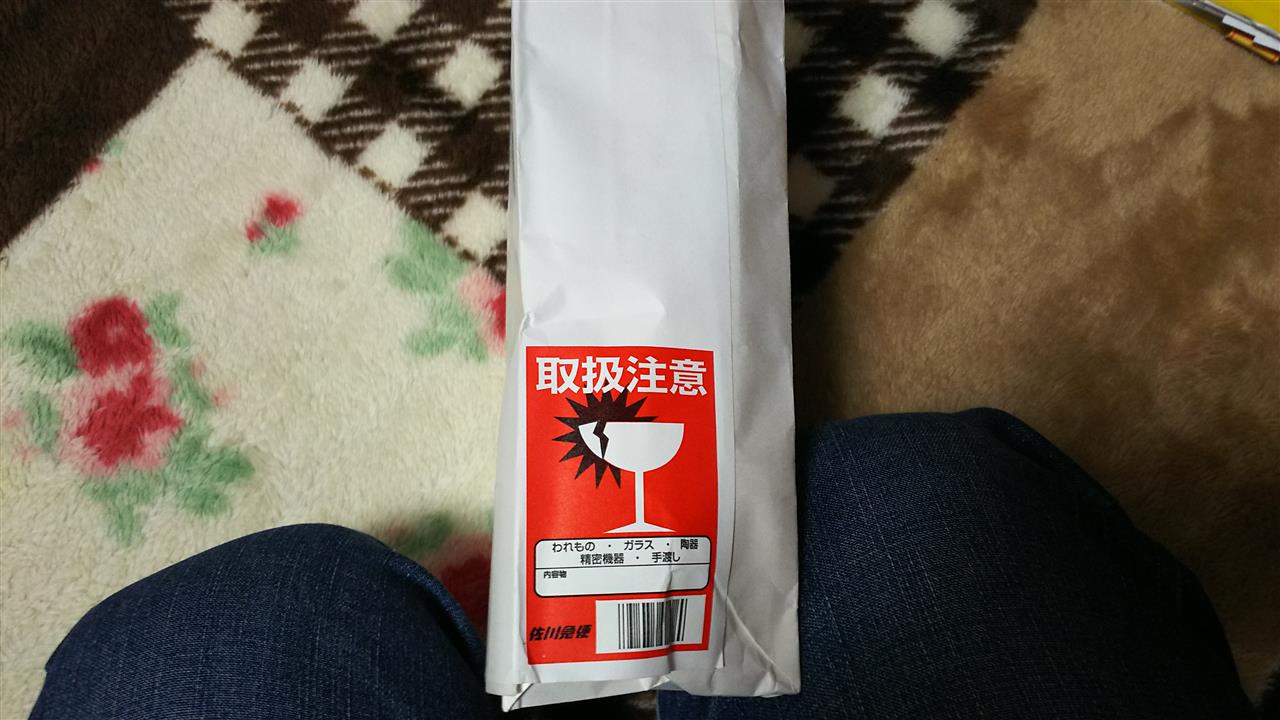 取扱注意
われもの ・ ガラス ・ 陶器
精密機器 ・ 手渡し
内容物
佐川急便